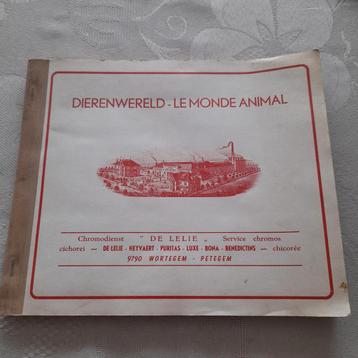 DIERENWERELD - LE MONDE ANIMAL
Chromodienst " DE LELIE „ Service chromos
cichorei — DE LELIE - HEYVAERT - PURITAS - LUXE - BONA - BENEDICTINS — chicorée
9790 WORTEGEM - PETEGEM